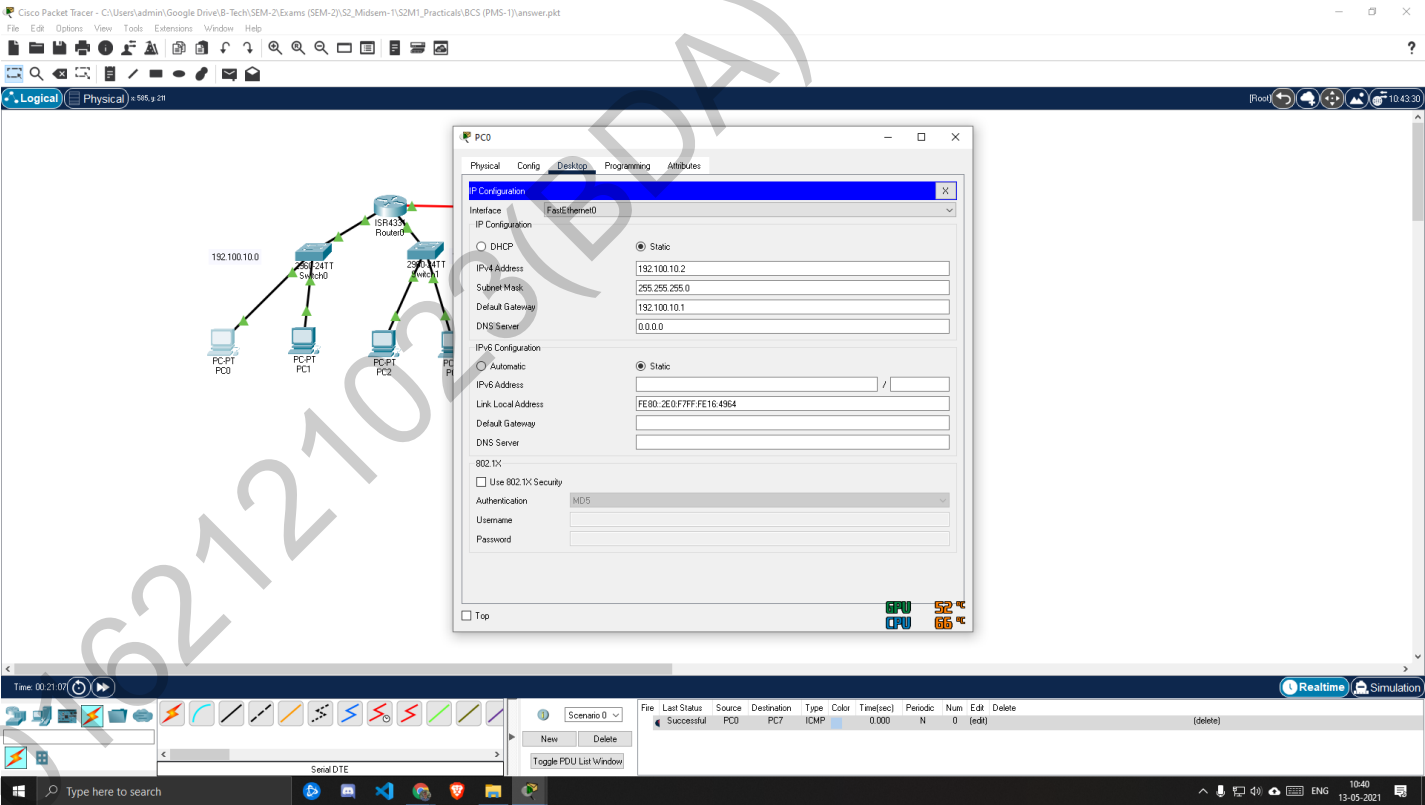 Cisco Packet Tracer - C:\Users\admin\Google Drive\B-Tech\SEM-2\Exams (SEM-2)\S2_Midsem-1\S2M1_Practicals\BCS (PMS-1)\answer.pkt
File Edit Options View Tools Extensions Window Help
?
Logical Physical x: 585, y: 211 [Root] 10:43:30
PC0
Physical Config Desktop Programming Attributes
IP Configuration X
Interface FastEthernet0
IP Configuration
DHCP Static
IPv4 Address 192.100.10.2
Subnet Mask 255.255.255.0
Default Gateway 192.100.10.1
DNS Server 0.0.0.0
IPv6 Configuration
Automatic Static
IPv6 Address /
Link Local Address FE80::2E0:F7FF:FE16:4964
Default Gateway
DNS Server
802.1X
Use 802.1X Security
Authentication MD5
Username
Password
Top
GPU 52 °C
CPU 66 °C
ISR4331
Router0
192.100.10.0
2960-24TT
Switch0
2960-24TT
Switch1
PC-PT
PC0
PC-PT
PC1
PC-PT
PC2
16212121023(BDA)
Time: 00:21:07 Realtime Simulation
Scenario 0
New Delete
Toggle PDU List Window
Serial DTE
Fire Last Status Source Destination Type Color Time(sec) Periodic Num Edit Delete
Successful PC0 PC7 ICMP 0.000 N 0 (edit) (delete)
Type here to search
ENG
10:40
13-05-2021